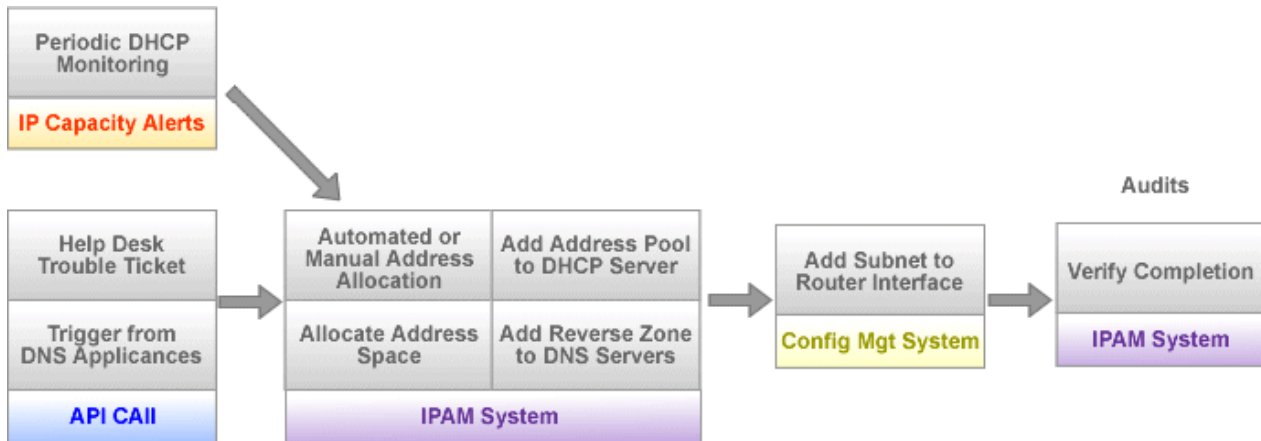 Periodic DHCP
Monitoring
IP Capacity Alerts
Audits
Help Desk
Trouble Ticket
Trigger from
DNS Applicances
API CAll
Automated or
Manual Address
Allocation
Add Address Pool
to DHCP Server
Allocate Address
Space
Add Reverse Zone
to DNS Servers
IPAM System
Add Subnet to
Router Interface
Config Mgt System
Verify Completion
IPAM System